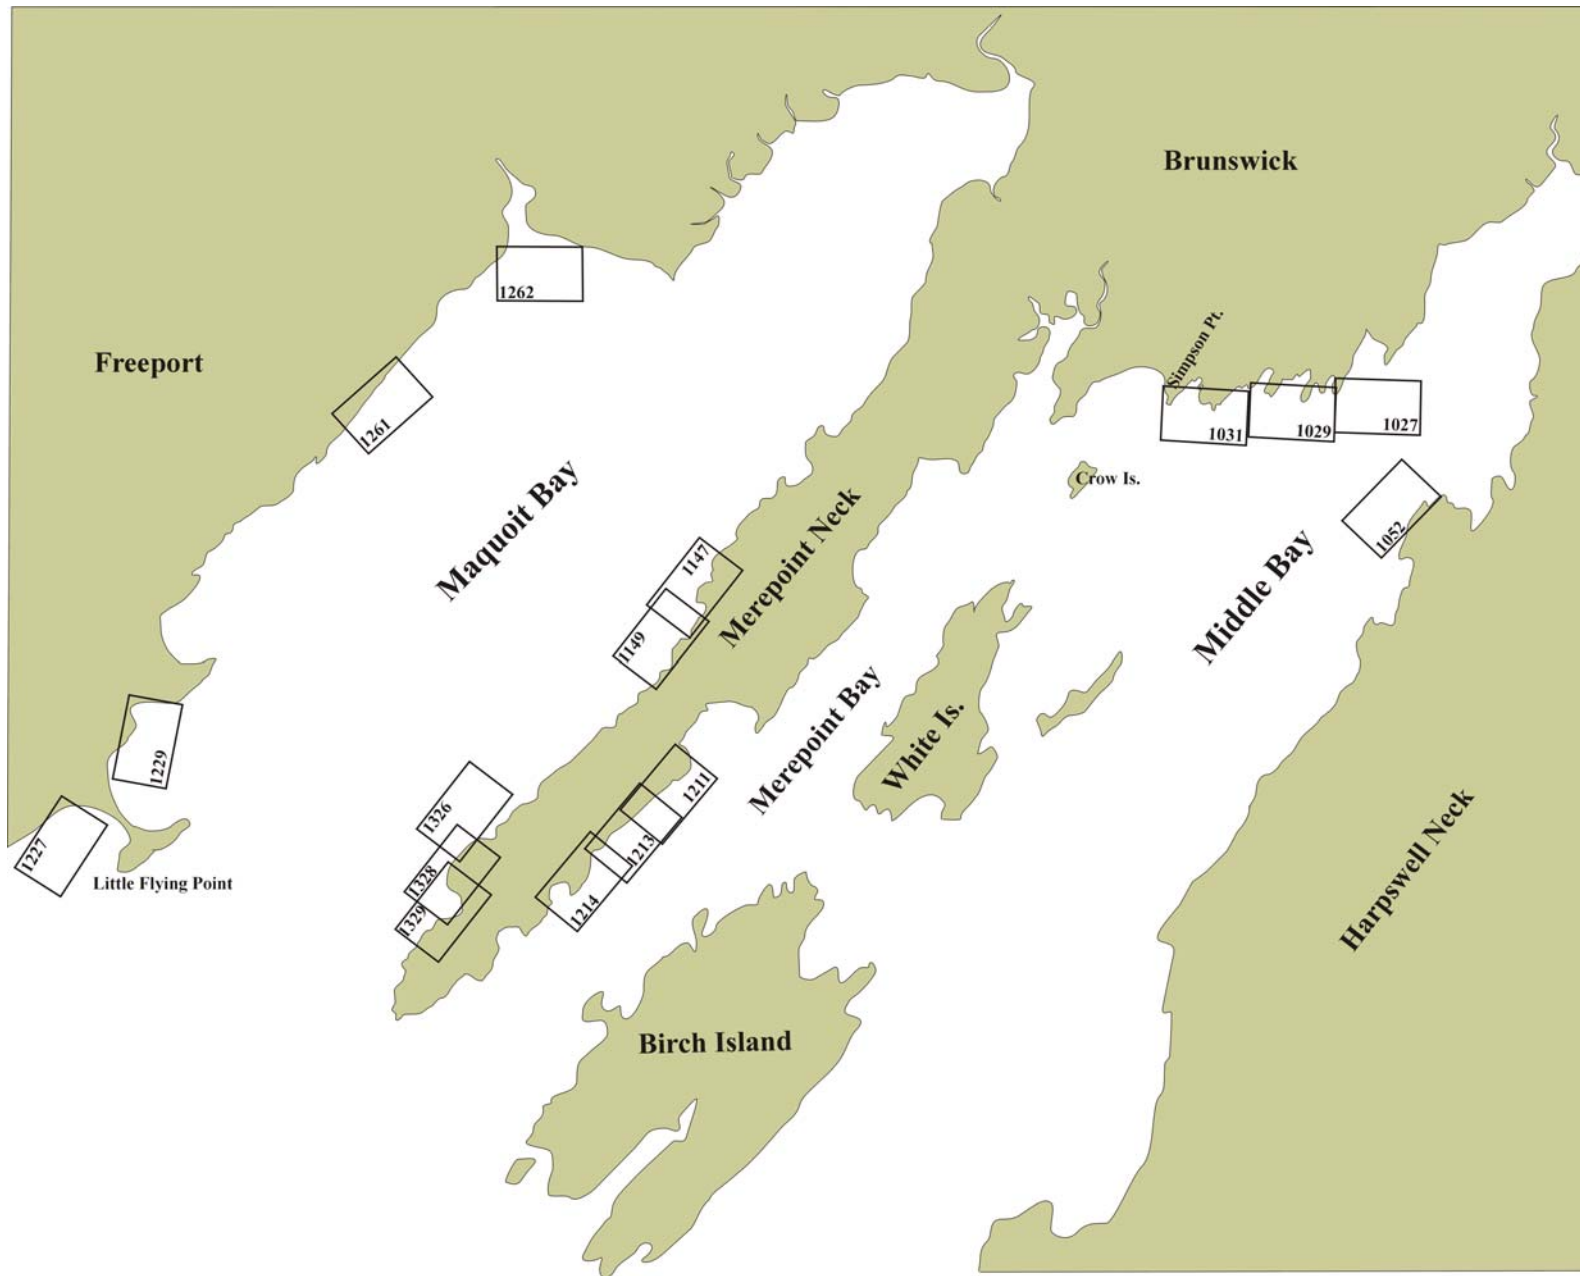 Brunswick
1262
Simpson Pt.
Freeport
1261
1031
1029
1027
Crow Is.
1052
Maquoit Bay
1147
Merepoint Neck
1149
Middle Bay
Merepoint Bay
White Is.
1229
1326
1211
1227
Little Flying Point
1328
1213
1329
1214
Harpswell Neck
Birch Island